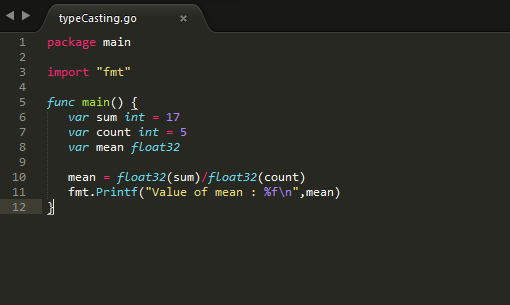 typeCasting.go ×
1 package main
2
3 import "fmt"
4
5 func main() {
6    var sum int = 17
7    var count int = 5
8    var mean float32
9
10    mean = float32(sum)/float32(count)
11    fmt.Printf("Value of mean : %f\n",mean)
12 }